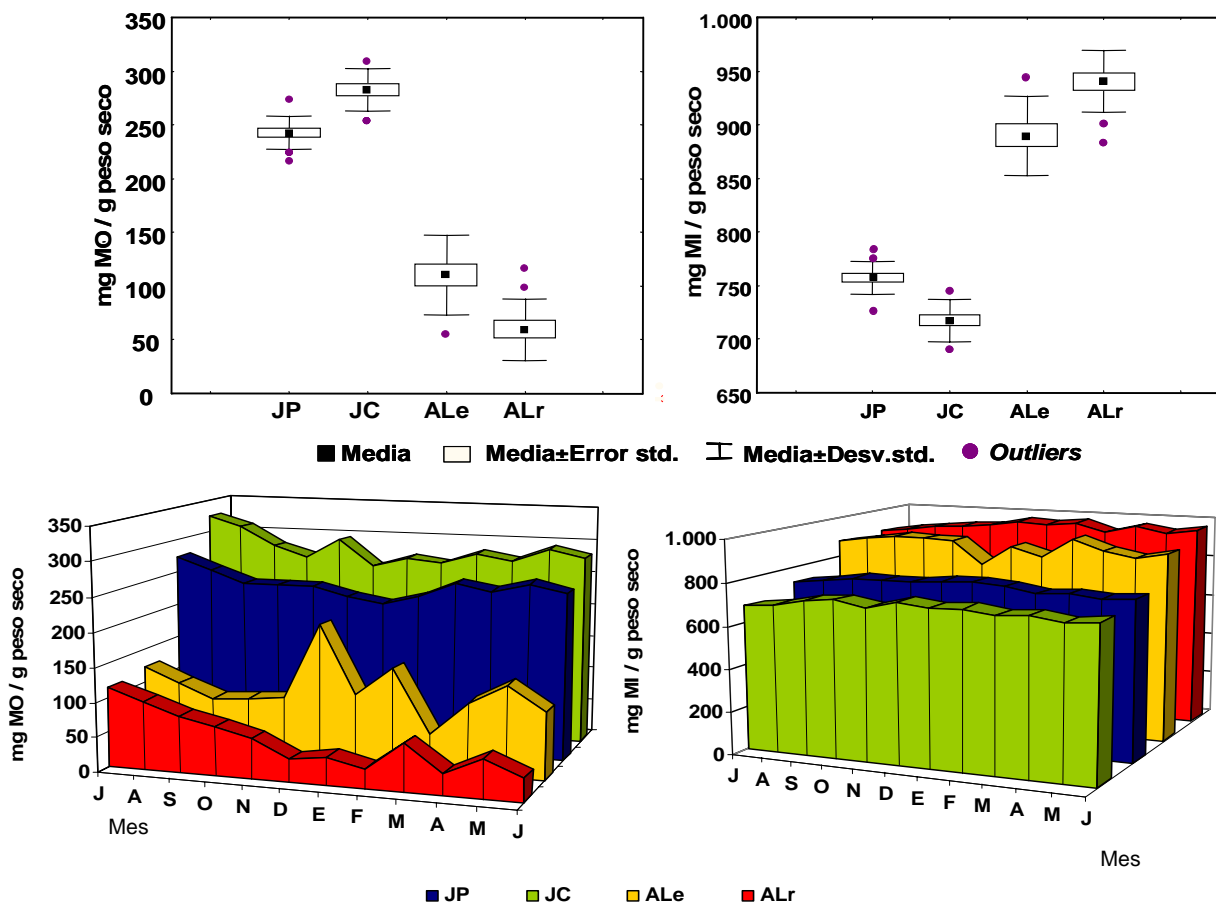 mg MO / g peso seco
350
300
250
200
150
100
50
0
JP JC ALe ALr
mg MI / g peso seco
1.000
950
900
850
800
750
700
650
JP JC ALe ALr
Media Media±Error std. Media±Desv.std. Outliers
mg MO / g peso seco
350
300
250
200
150
100
50
0
J A S O N D E F M A M J
Mes
mg MI / g peso seco
1.000
800
600
400
200
0
J A S O N D E F M A M J
Mes
JP JC ALe ALr